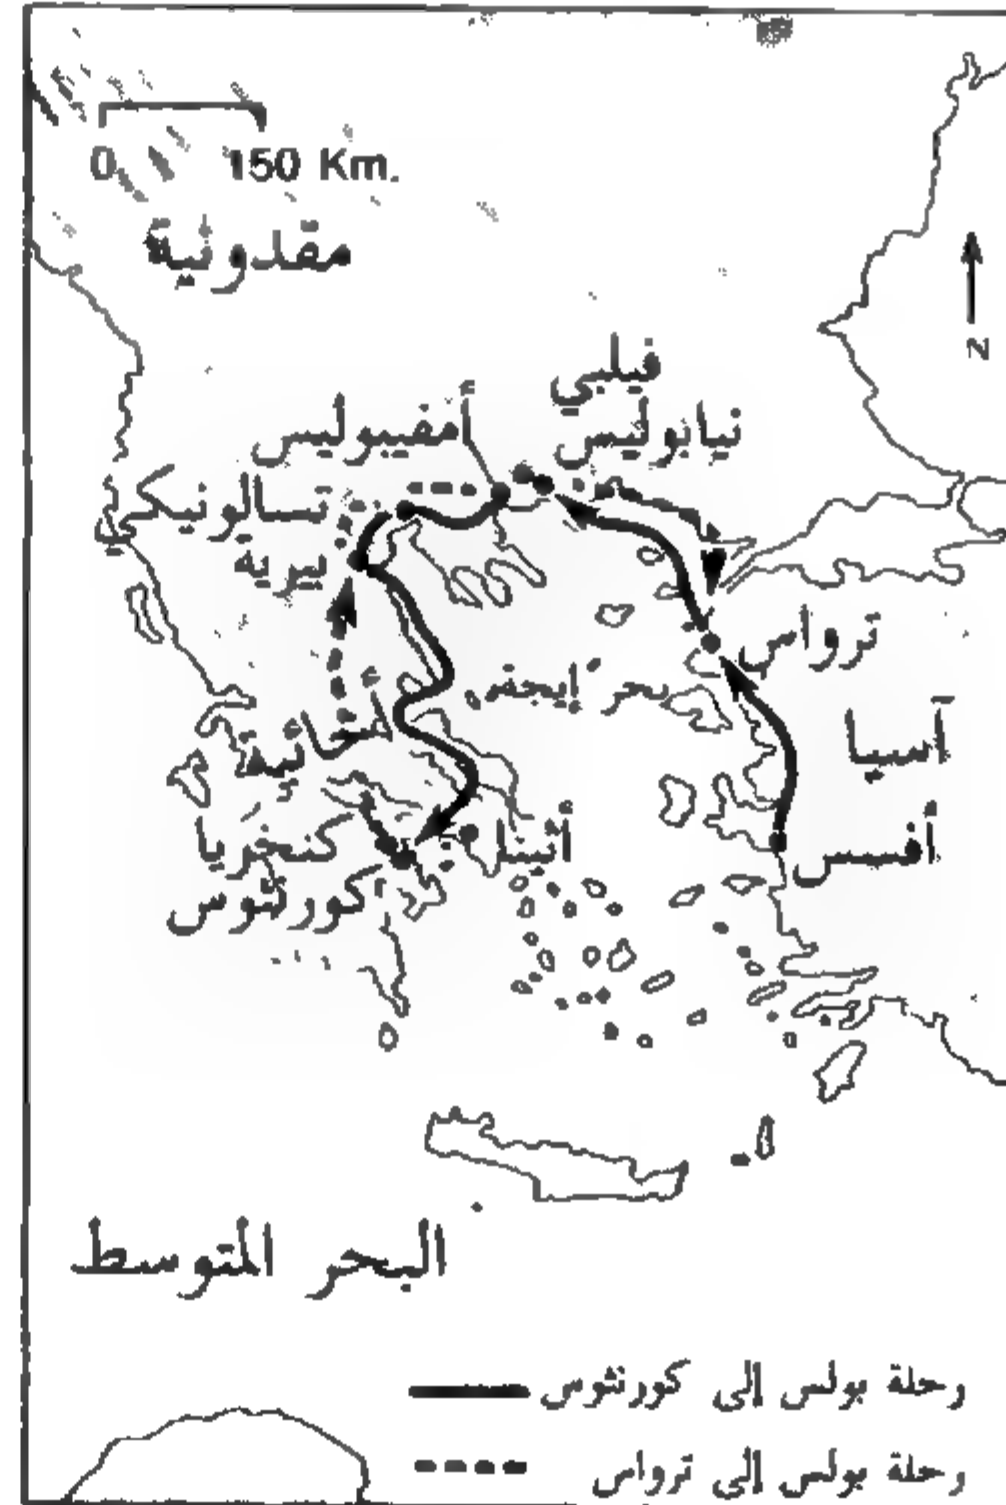 0 150 Km.
مقدونية
N
فيلبي
نيابوليس
أمفيبوليس
تسالونيكي
بيرية
ترواس
بحر إيجه
أخائية
آسيا
كنخريا
أثينا
أفسس
كورنثوس
البحر المتوسط
رحلة بولس إلى كورنثوس
رحلة بولس إلى ترواس